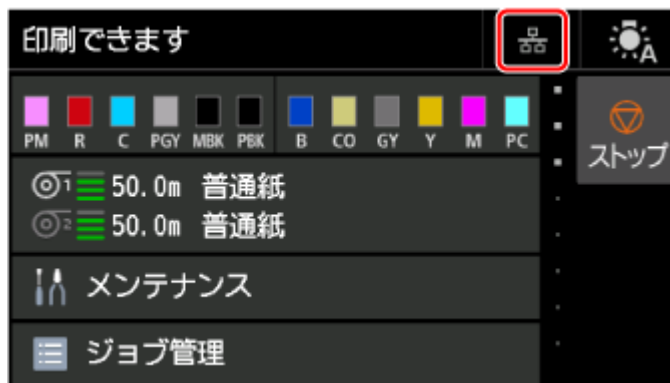 印刷できます
A
PM R C PGY MBK PBK B CO GY Y M PC
ストップ
1 50.0m 普通紙
2 50.0m 普通紙
メンテナンス
ジョブ管理